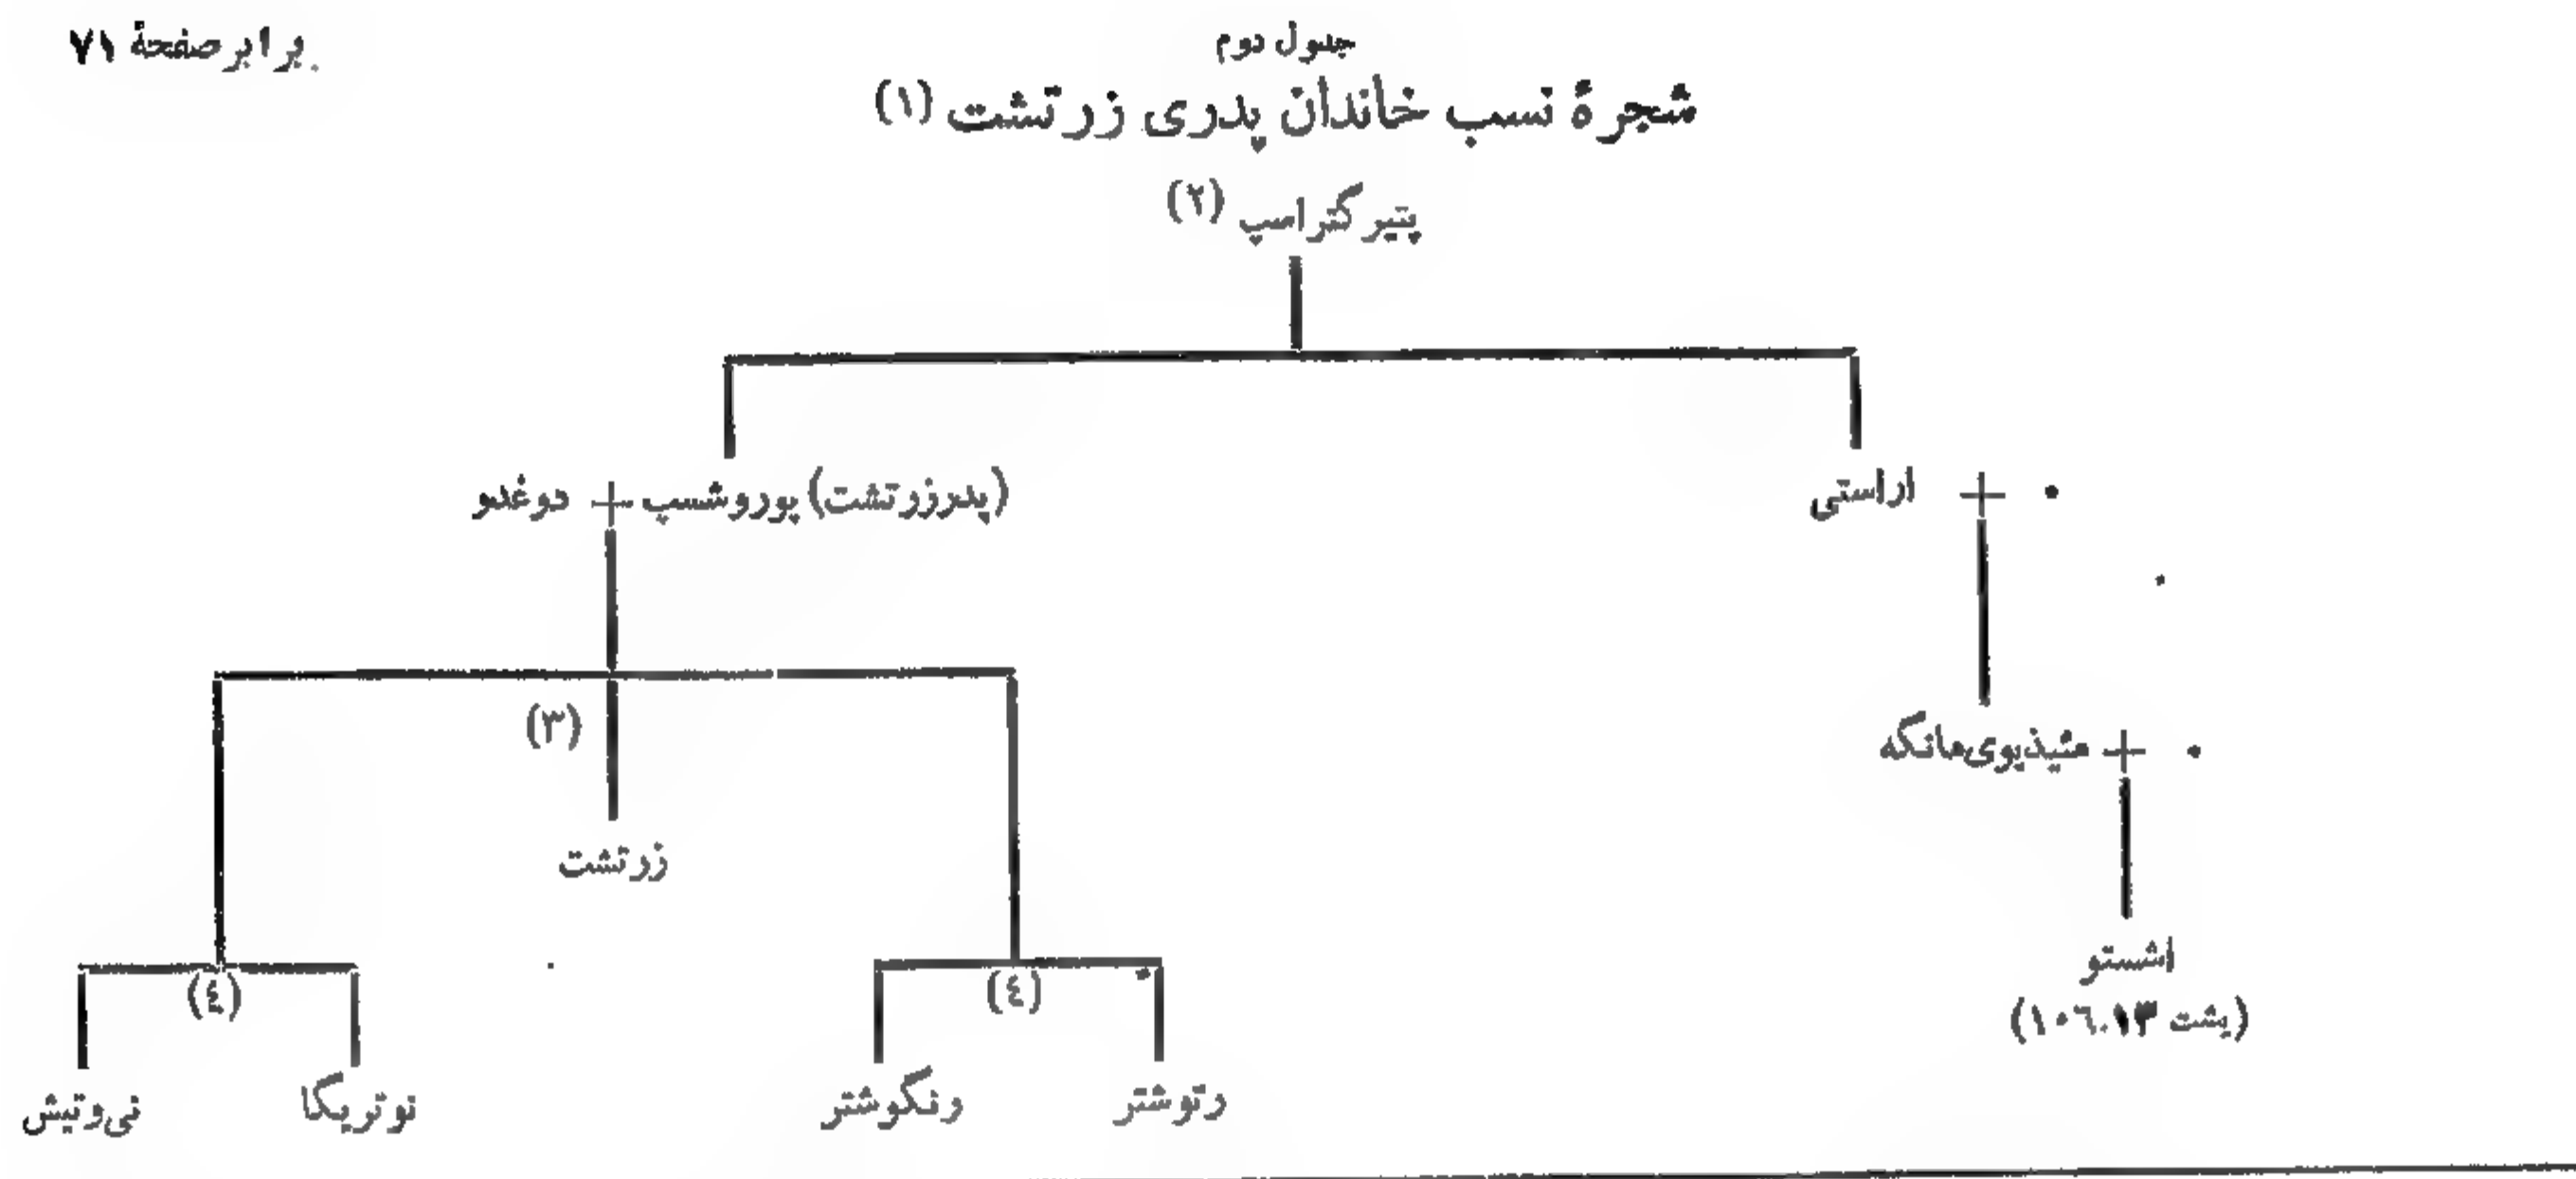 برابر صفحهٔ ۷۱
جدول دوم
شجرهٔ نسب خاندان پدری زرتشت (۱)
پتیرگتراسپ (۲)
اراستی + •
(پدرزرتشت) پوروشسپ + دوغدو
مئیذیوی‌مانگه + •
(۳)
زرتشت
اشستو
(یشت ۱۰۶.۱۳)
(٤)
(٤)
رتوشتر
ونگوشتر
نوتریکا
نی‌وتیش